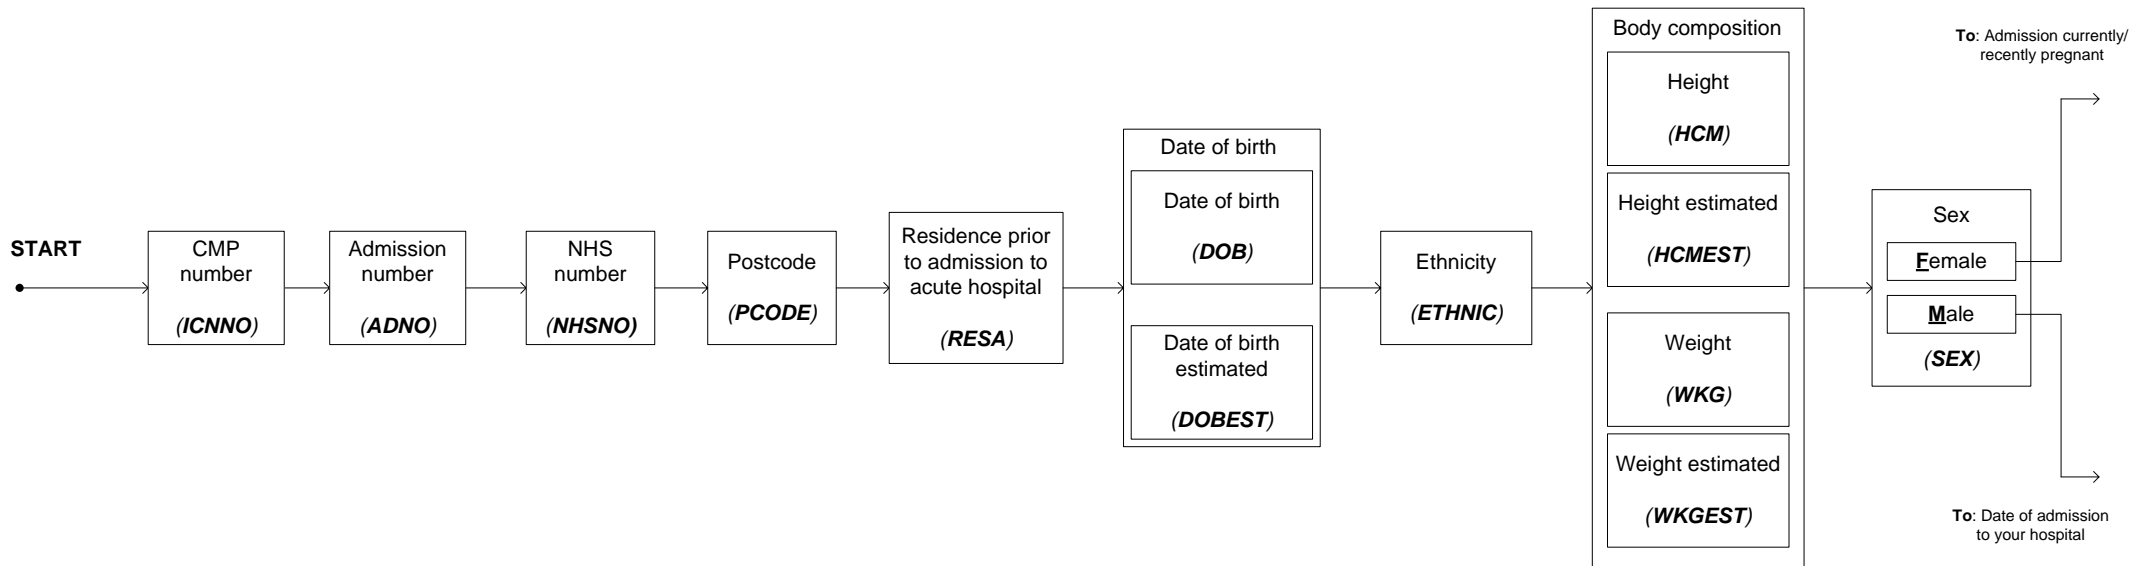 START
CMP
number
(ICNNO)
Admission
number
(ADNO)
NHS
number
(NHSNO)
Postcode
(PCODE)
Residence prior
to admission to
acute hospital
(RESA)
Date of birth
Date of birth
(DOB)
Date of birth
estimated
(DOBEST)
Ethnicity
(ETHNIC)
Body composition
Height
(HCM)
Height estimated
(HCMEST)
Weight
(WKG)
Weight estimated
(WKGEST)
Sex
Female
Male
(SEX)
To: Admission currently/
recently pregnant
To: Date of admission
to your hospital